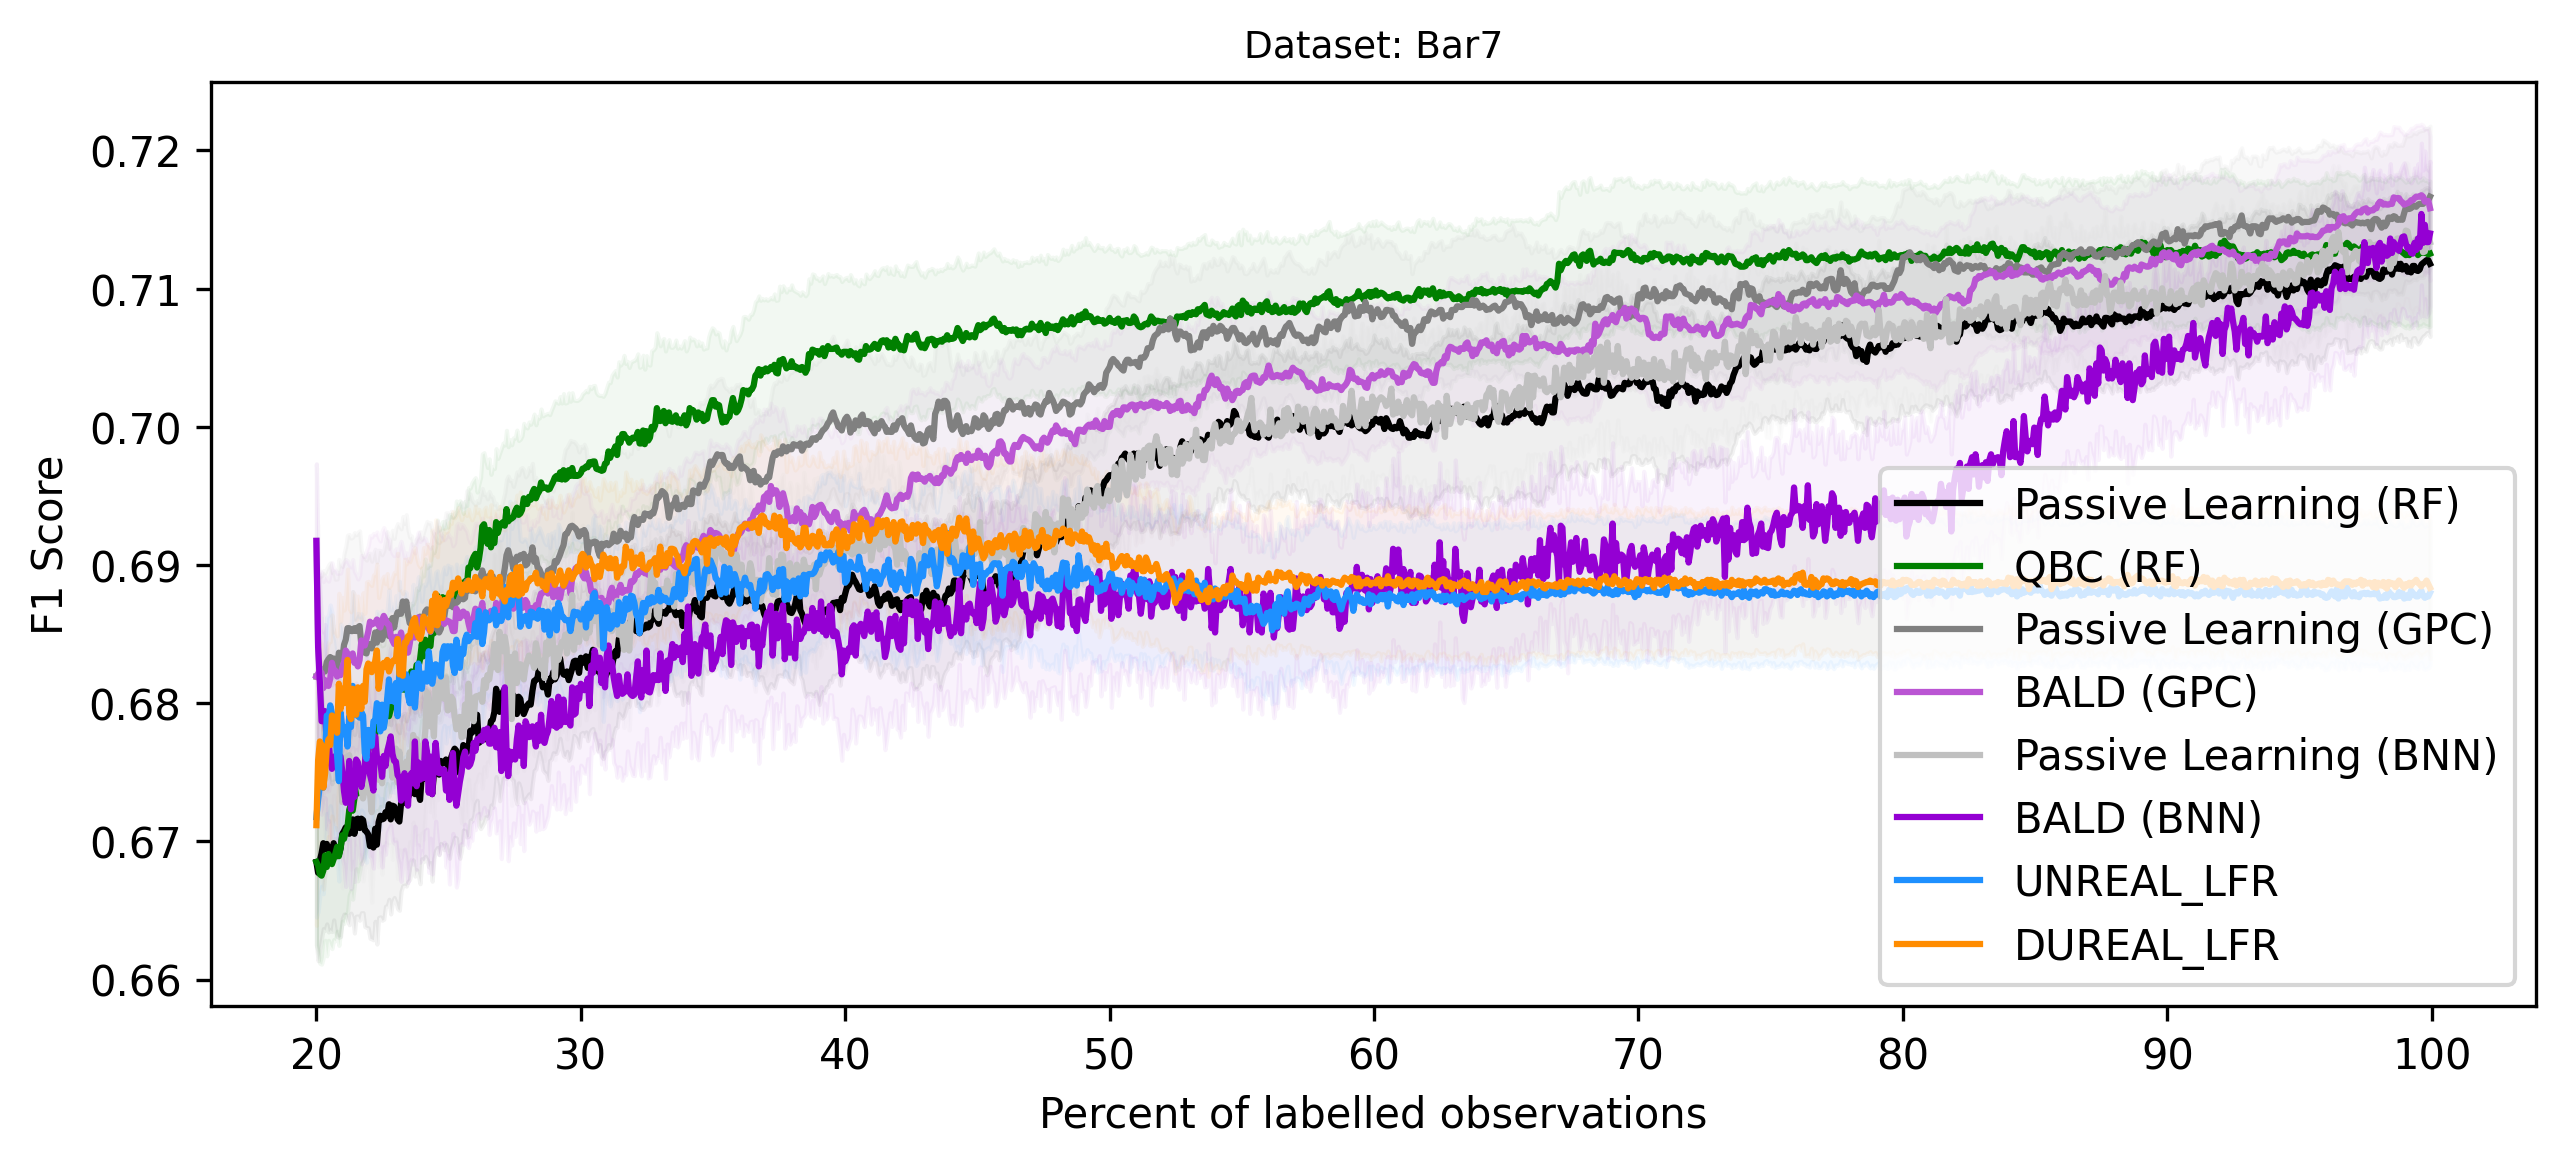 Dataset: Bar7
F1 Score
0.72
0.71
0.70
0.69
0.68
0.67
0.66
20 30 40 50 60 70 80 90 100
Percent of labelled observations
Passive Learning (RF)
QBC (RF)
Passive Learning (GPC)
BALD (GPC)
Passive Learning (BNN)
BALD (BNN)
UNREAL_LFR
DUREAL_LFR